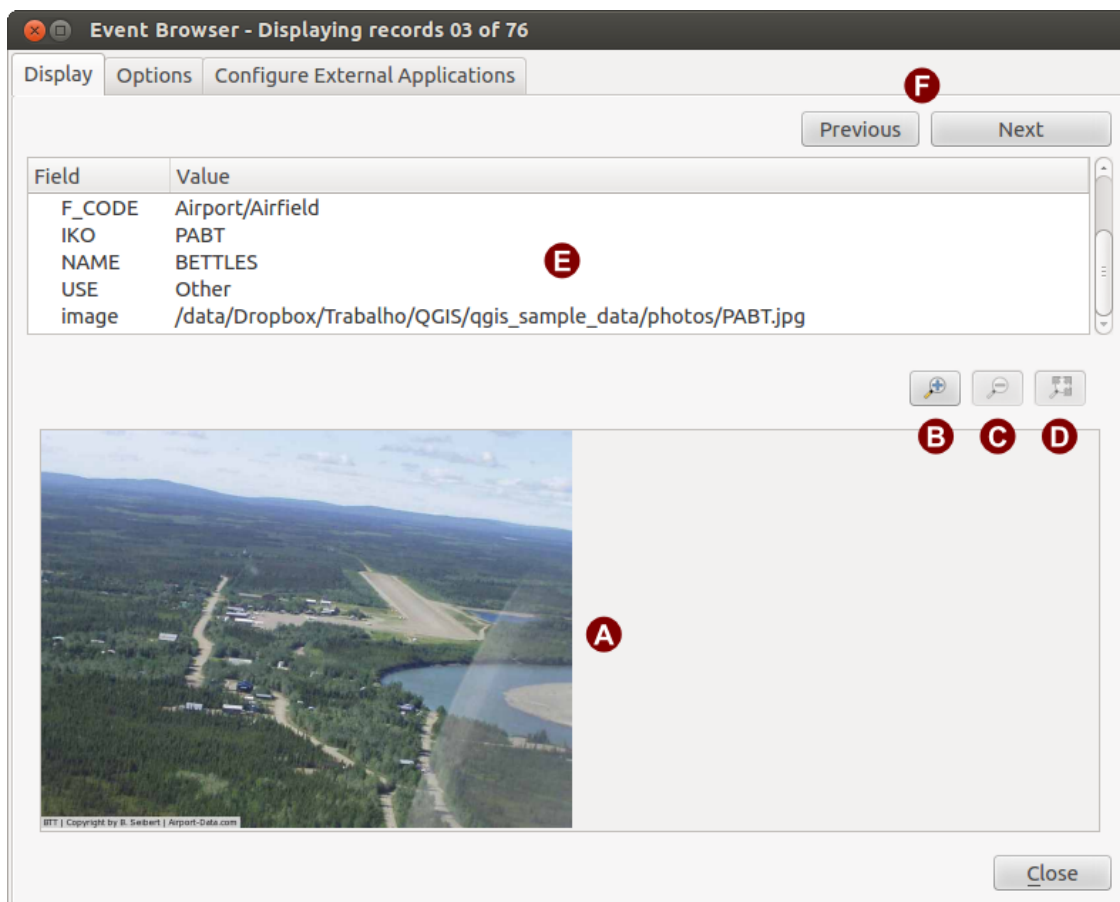 Event Browser - Displaying records 03 of 76
Display Options Configure External Applications
F
Previous Next
Field Value
F_CODE Airport/Airfield
IKO PABT
NAME BETTLES
E
USE Other
image /data/Dropbox/Trabalho/QGIS/qgis_sample_data/photos/PABT.jpg
B C D
A
BTT | Copyright by B. Seibert | Airport-Data.com
Close